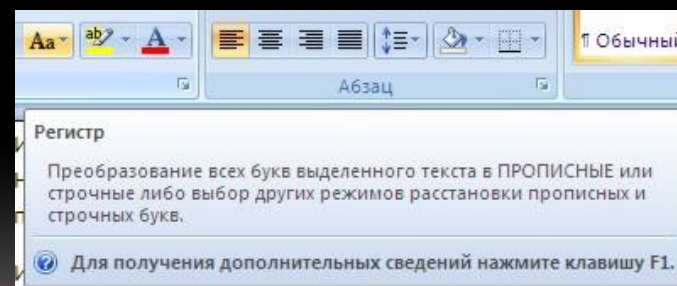 Aa ab A ¶ Обычный
Абзац
Регистр
Преобразование всех букв выделенного текста в ПРОПИСНЫЕ или
строчные либо выбор других режимов расстановки прописных и
строчных букв.
Для получения дополнительных сведений нажмите клавишу F1.